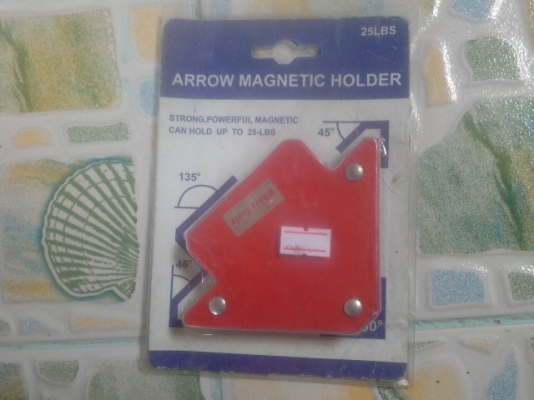 25LBS
ARROW MAGNETIC HOLDER
STRONG,POWERFUL MAGNETIC
CAN HOLD UP TO 25-LBS
45°
135°